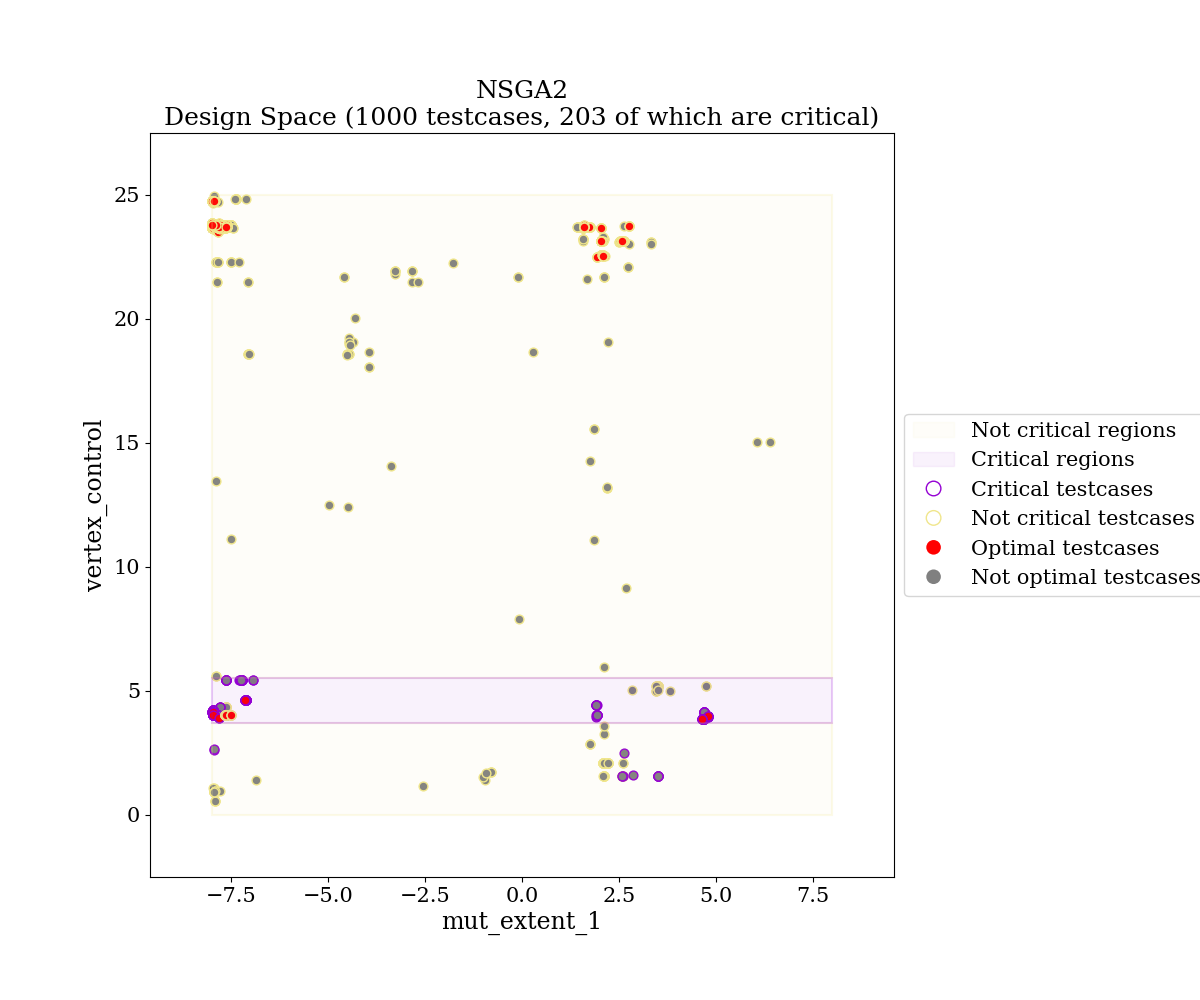 NSGA2
Design Space (1000 testcases, 203 of which are critical)
25
20
15
10
5
0
vertex_control
−7.5
−5.0
−2.5
0.0
2.5
5.0
7.5
mut_extent_1
Not critical regions
Critical regions
Critical testcases
Not critical testcases
Optimal testcases
Not optimal testcases